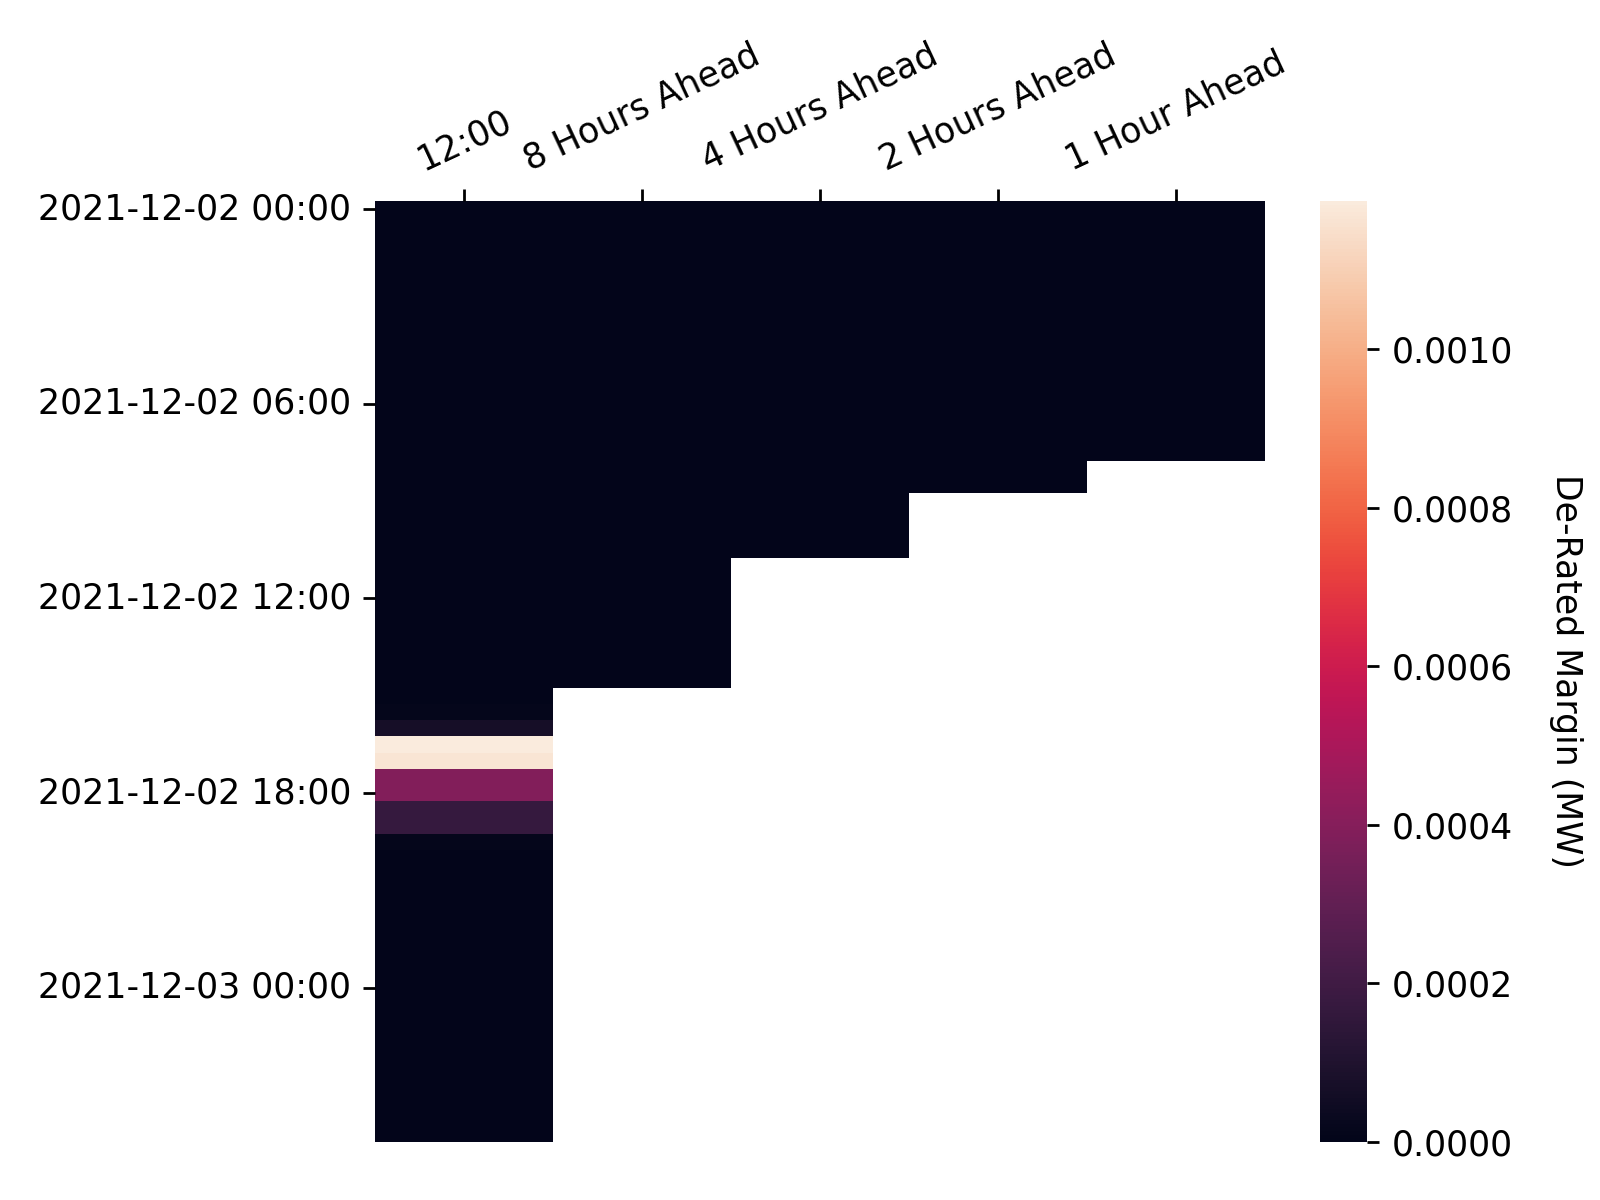 12:00
8 Hours Ahead
4 Hours Ahead
2 Hours Ahead
1 Hour Ahead
2021-12-02 00:00
2021-12-02 06:00
2021-12-02 12:00
2021-12-02 18:00
2021-12-03 00:00
0.0010
0.0008
0.0006
0.0004
0.0002
0.0000
De-Rated Margin (MW)